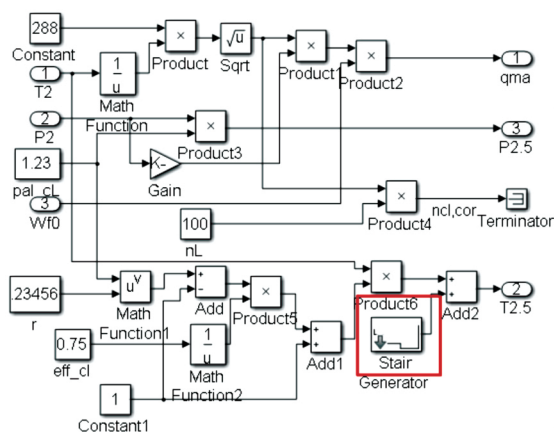 288
Constant
1
T2
1
u
Math
Function
×
Product
√u
Sqrt
×
Product1
×
Product2
1
qma
2
P2
×
Product3
3
P2.5
1.23
pal_cL
K-
Gain
3
Wf0
100
nL
×
Product4
ncl,cor
Terminator
.23456
r
u^v
Math
Function1
+
−
Add
×
Product5
×
Product6
+
+
Add2
2
T2.5
0.75
eff_cl
1
u
Math
Function2
+
+
Add1
Stair
Generator
1
Constant1